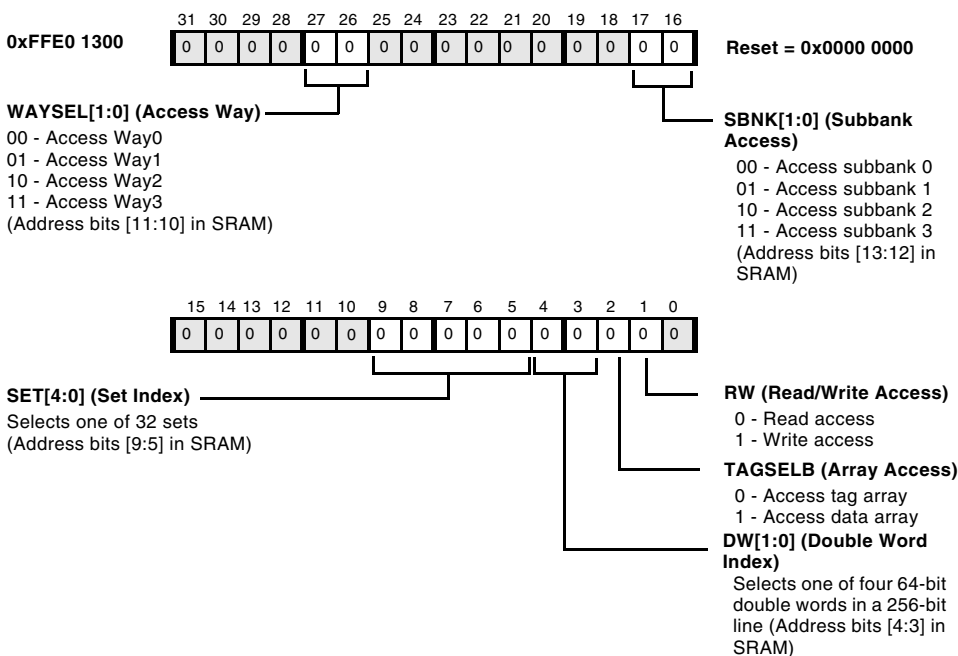 31 30 29 28 27 26 25 24 23 22 21 20 19 18 17 16
0xFFE0 1300
0 0 0 0 0 0 0 0 0 0 0 0 0 0 0 0
Reset = 0x0000 0000
WAYSEL[1:0] (Access Way)
00 - Access Way0
01 - Access Way1
10 - Access Way2
11 - Access Way3
(Address bits [11:10] in SRAM)
SBNK[1:0] (Subbank
Access)
00 - Access subbank 0
01 - Access subbank 1
10 - Access subbank 2
11 - Access subbank 3
(Address bits [13:12] in
SRAM)
15 14 13 12 11 10 9 8 7 6 5 4 3 2 1 0
0 0 0 0 0 0 0 0 0 0 0 0 0 0 0 0
SET[4:0] (Set Index)
Selects one of 32 sets
(Address bits [9:5] in SRAM)
RW (Read/Write Access)
0 - Read access
1 - Write access
TAGSELB (Array Access)
0 - Access tag array
1 - Access data array
DW[1:0] (Double Word
Index)
Selects one of four 64-bit
double words in a 256-bit
line (Address bits [4:3] in
SRAM)